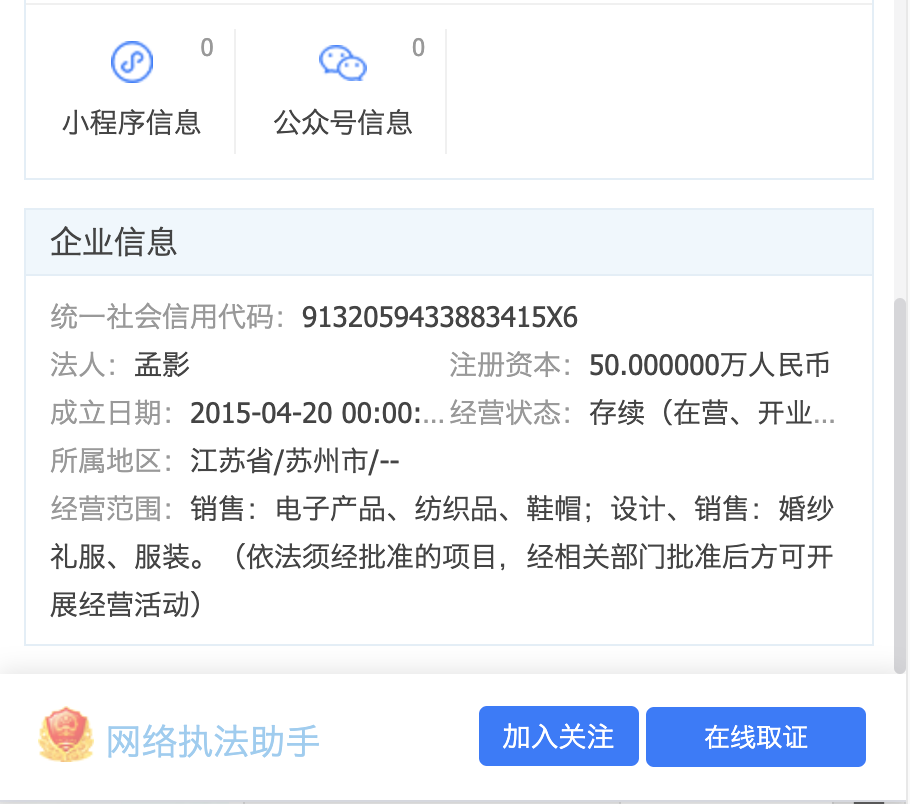 0
0
小程序信息
公众号信息
企业信息
统一社会信用代码：9132059433883415X6
法人：孟影
注册资本：50.000000万人民币
成立日期：2015-04-20 00:00:...
经营状态：存续（在营、开业...
所属地区：江苏省/苏州市/--
经营范围：销售：电子产品、纺织品、鞋帽；设计、销售：婚纱
礼服、服装。（依法须经批准的项目，经相关部门批准后方可开
展经营活动）
网络执法助手
加入关注
在线取证